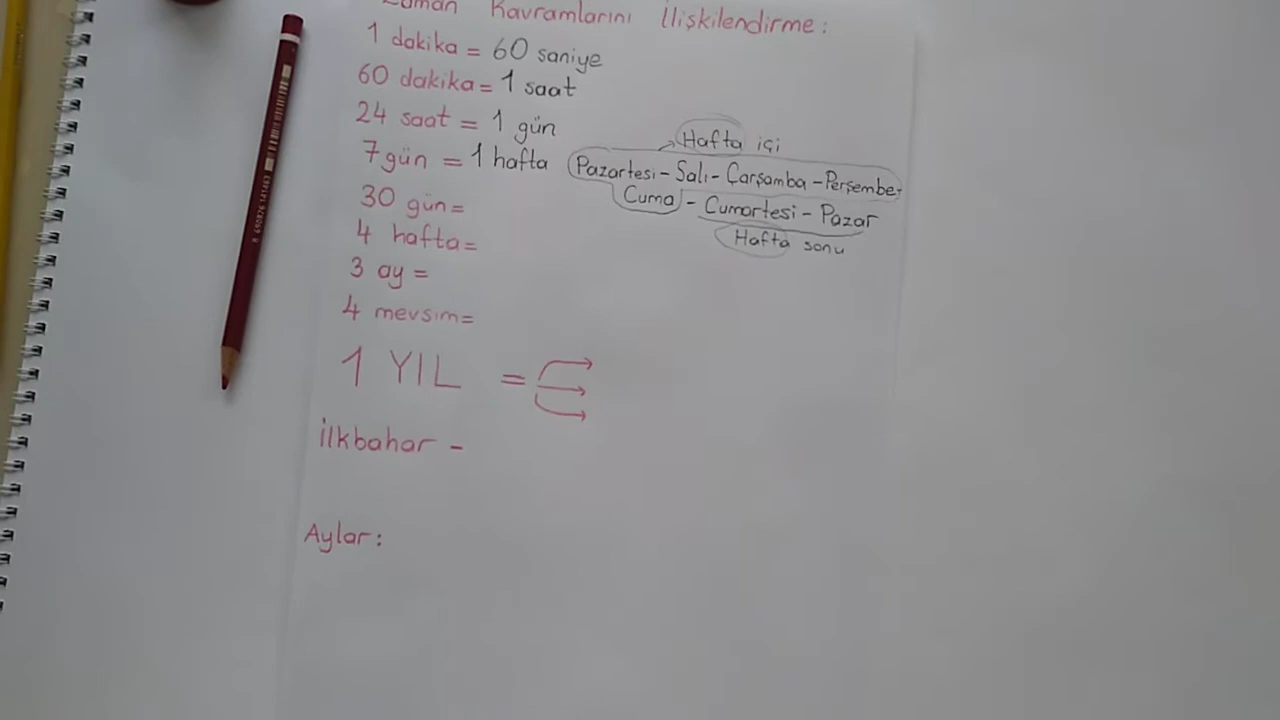 Zaman Kavramlarını İlişkilendirme:
1 dakika = 60 saniye
60 dakika = 1 saat
24 saat = 1 gün
Hafta içi
7 gün = 1 hafta Pazartesi - Salı - Çarşamba - Perşembe -
Cuma - Cumartesi - Pazar
30 gün =
Hafta sonu
4 hafta =
3 ay =
4 mevsim =
1 YIL =
İlkbahar -
Aylar :